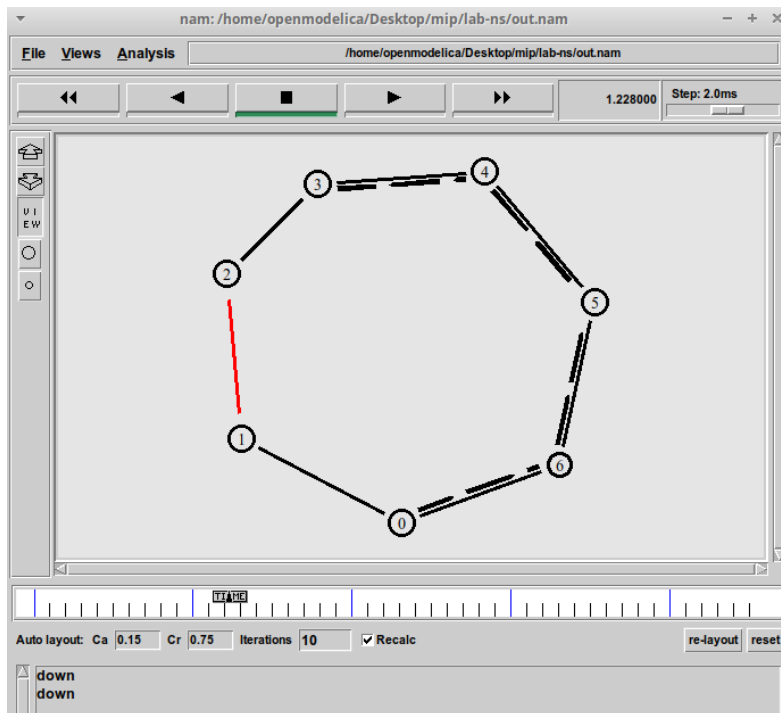 nam: /home/openmodelica/Desktop/mip/lab-ns/out.nam
File Views Analysis /home/openmodelica/Desktop/mip/lab-ns/out.nam
1.228000 Step: 2.0ms
VI
EW
3
4
2
5
1
6
0
TIME
Auto layout: Ca 0.15 Cr 0.75 Iterations 10 Recalc re-layout reset
down
down